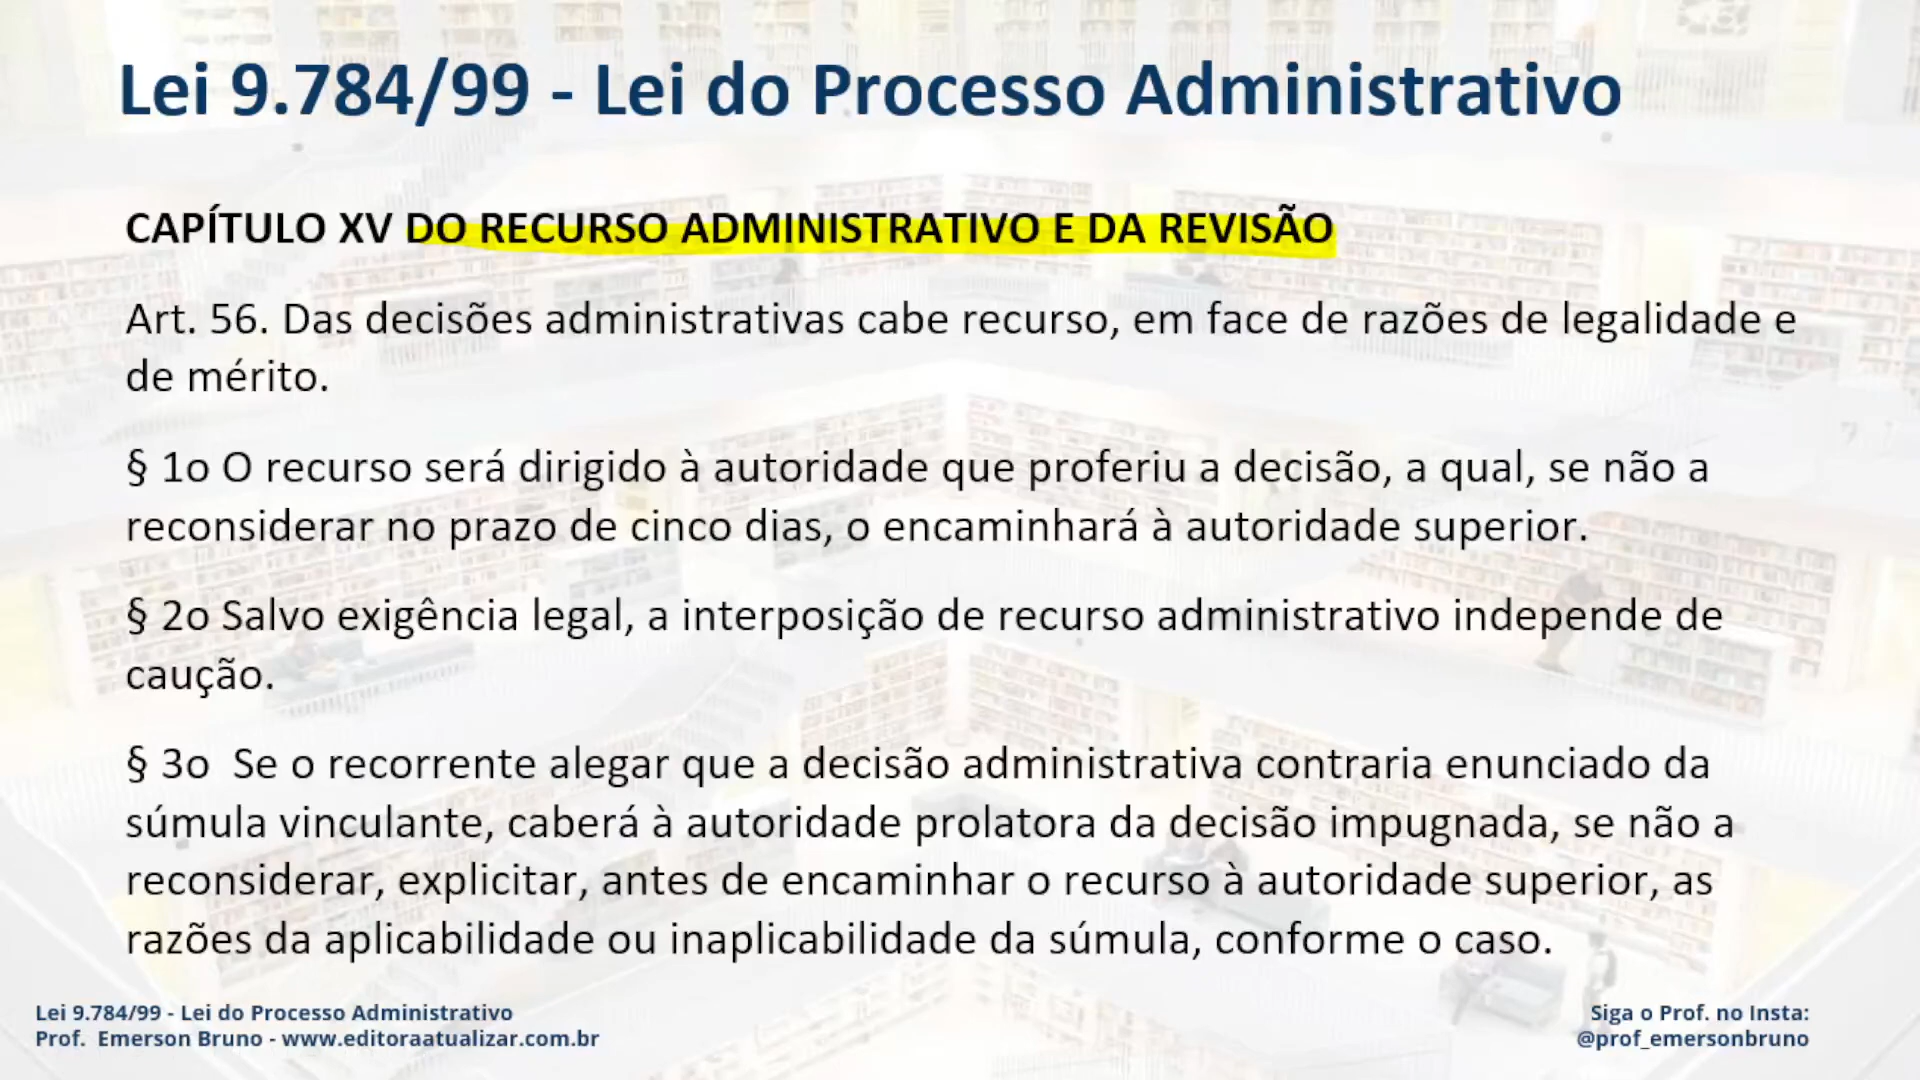 Lei 9.784/99 - Lei do Processo Administrativo
CAPÍTULO XV DO RECURSO ADMINISTRATIVO E DA REVISÃO
Art. 56. Das decisões administrativas cabe recurso, em face de razões de legalidade e
de mérito.
§ 1o O recurso será dirigido à autoridade que proferiu a decisão, a qual, se não a
reconsiderar no prazo de cinco dias, o encaminhará à autoridade superior.
§ 2o Salvo exigência legal, a interposição de recurso administrativo independe de
caução.
§ 3o Se o recorrente alegar que a decisão administrativa contraria enunciado da
súmula vinculante, caberá à autoridade prolatora da decisão impugnada, se não a
reconsiderar, explicitar, antes de encaminhar o recurso à autoridade superior, as
razões da aplicabilidade ou inaplicabilidade da súmula, conforme o caso.
Lei 9.784/99 - Lei do Processo Administrativo
Prof. Emerson Bruno - www.editoraatualizar.com.br
Siga o Prof. no Insta:
@prof_emersonbruno